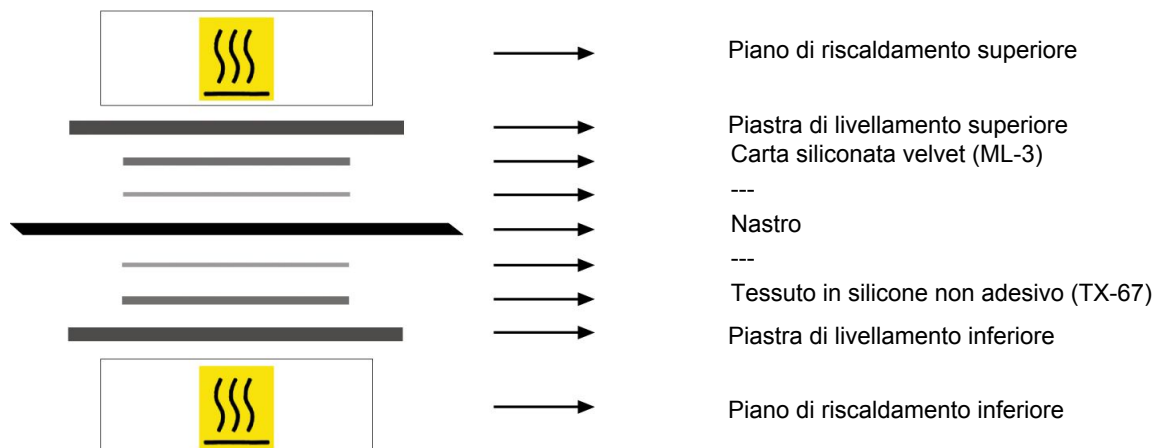 Piano di riscaldamento superiore
Piastra di livellamento superiore
Carta siliconata velvet (ML-3)
---
Nastro
---
Tessuto in silicone non adesivo (TX-67)
Piastra di livellamento inferiore
Piano di riscaldamento inferiore